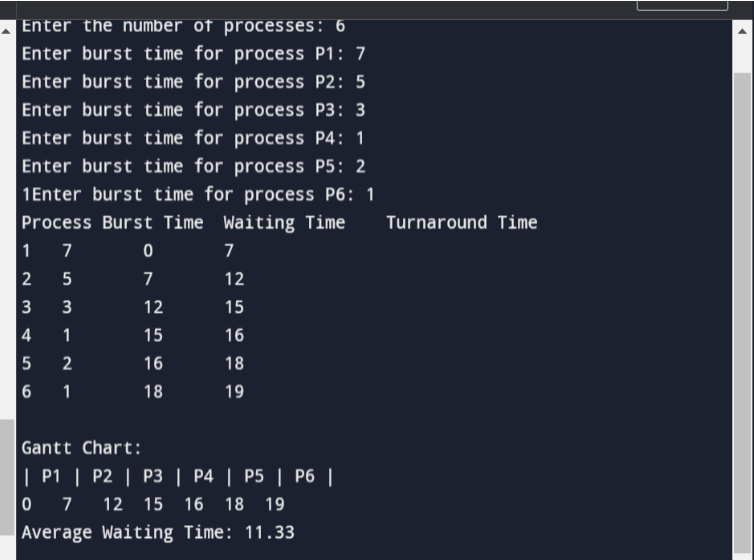 Enter the number of processes: 6
Enter burst time for process P1: 7
Enter burst time for process P2: 5
Enter burst time for process P3: 3
Enter burst time for process P4: 1
Enter burst time for process P5: 2
1Enter burst time for process P6: 1
Process Burst Time  Waiting Time    Turnaround Time
1   7       0       7
2   5       7       12
3   3       12      15
4   1       15      16
5   2       16      18
6   1       18      19
Gantt Chart:
| P1 | P2 | P3 | P4 | P5 | P6 |
0   7   12  15  16  18  19
Average Waiting Time: 11.33